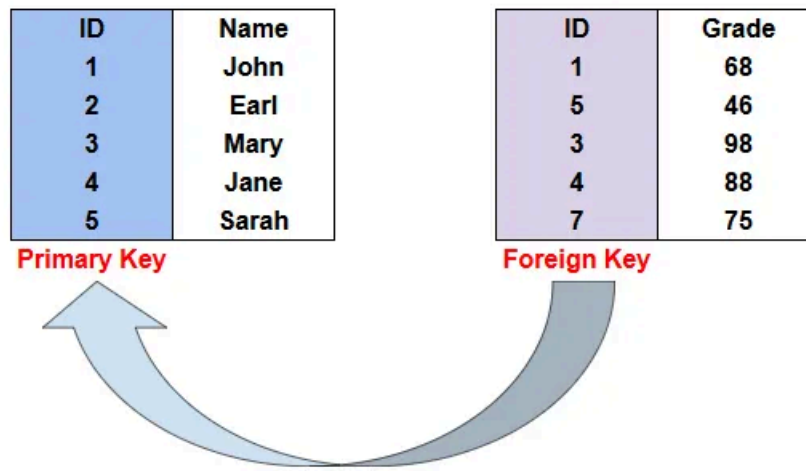 ID Name
1 John
2 Earl
3 Mary
4 Jane
5 Sarah
Primary Key
ID Grade
1 68
5 46
3 98
4 88
7 75
Foreign Key